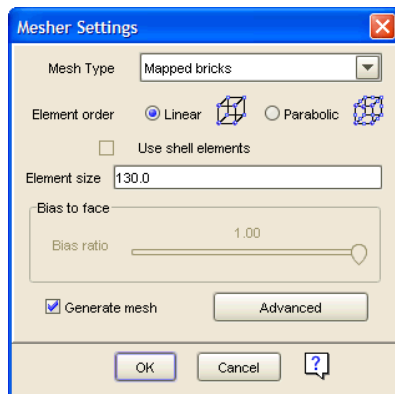 Mesher Settings
Mesh Type Mapped bricks
Element order Linear Parabolic
Use shell elements
Element size 130.0
Bias to face
1.00
Bias ratio
Generate mesh Advanced
OK Cancel ?